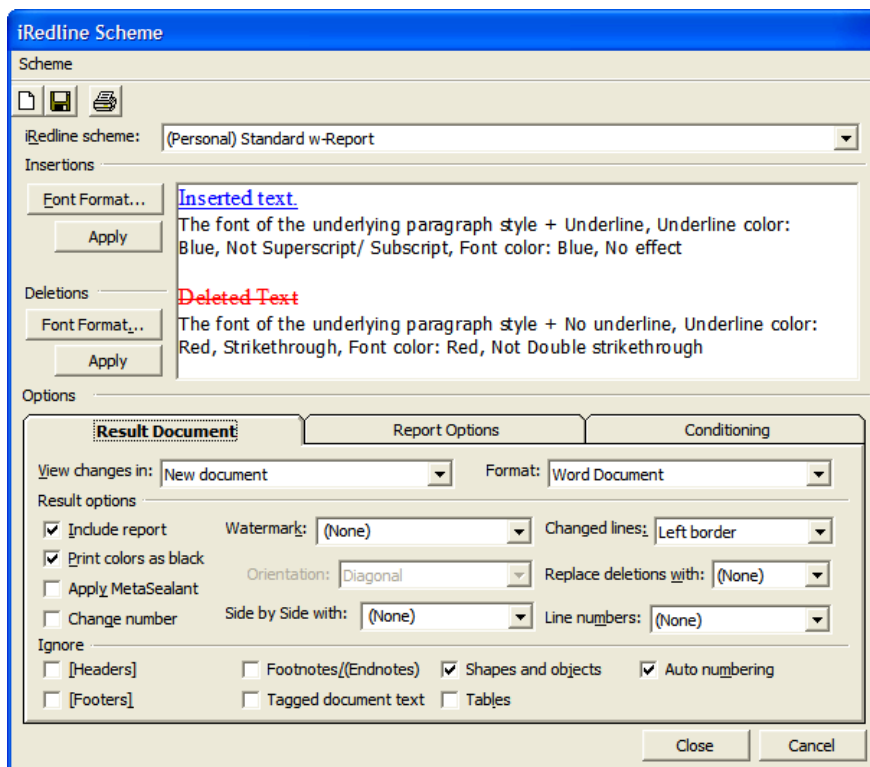 iRedline Scheme
Scheme
iRedline scheme: (Personal) Standard w-Report
Insertions
Font Format...
Apply
Inserted text.
The font of the underlying paragraph style + Underline, Underline color:
Blue, Not Superscript/ Subscript, Font color: Blue, No effect
Deletions
Font Format...
Apply
Deleted Text
The font of the underlying paragraph style + No underline, Underline color:
Red, Strikethrough, Font color: Red, Not Double strikethrough
Options
Result Document Report Options Conditioning
View changes in: New document Format: Word Document
Result options
Include report Watermark: (None) Changed lines: Left border
Print colors as black
Orientation: Diagonal Replace deletions with: (None)
Apply MetaSealant
Change number Side by Side with: (None) Line numbers: (None)
Ignore
[Headers] Footnotes/(Endnotes) Shapes and objects Auto numbering
[Footers] Tagged document text Tables
Close Cancel